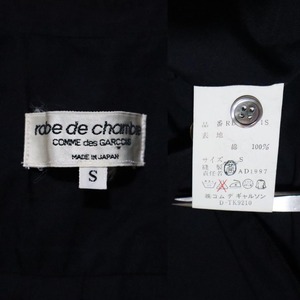 robe de chambre
COMME des GARCONS
MADE IN JAPAN
S
品番
表地
綿 100%
サイズ S
AD1997
㈱コム デ ギャルソン